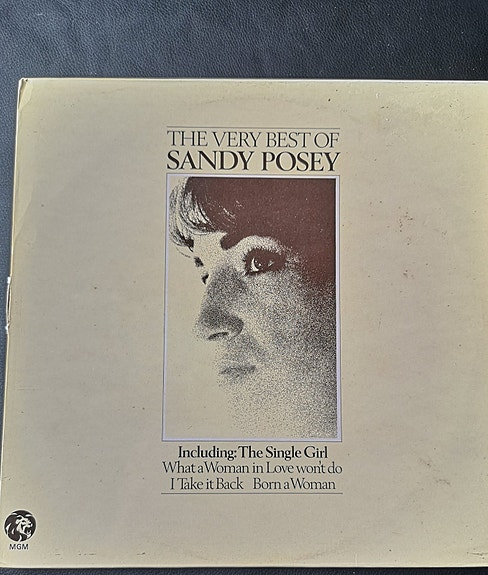 THE VERY BEST OF
SANDY POSEY
Including: The Single Girl
What a Woman in Love won't do
I Take it Back Born a Woman
MGM